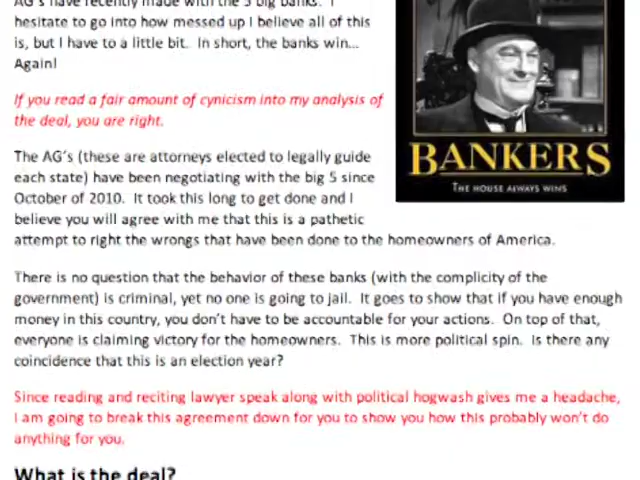 AG's have recently made with the 5 big banks. I
hesitate to go into how messed up I believe all of this
is, but I have to a little bit. In short, the banks win...
Again!
If you read a fair amount of cynicism into my analysis of
the deal, you are right.
The AG's (these are attorneys elected to legally guide
each state) have been negotiating with the big 5 since
October of 2010. It took this long to get done and I
believe you will agree with me that this is a pathetic
attempt to right the wrongs that have been done to the homeowners of America.
BANKERS
THE HOUSE ALWAYS WINS
There is no question that the behavior of these banks (with the complicity of the
government) is criminal, yet no one is going to jail. It goes to show that if you have enough
money in this country, you don't have to be accountable for your actions. On top of that,
everyone is claiming victory for the homeowners. This is more political spin. Is there any
coincidence that this is an election year?
Since reading and reciting lawyer speak along with political hogwash gives me a headache,
I am going to break this agreement down for you to show you how this probably won't do
anything for you.
What is the deal?